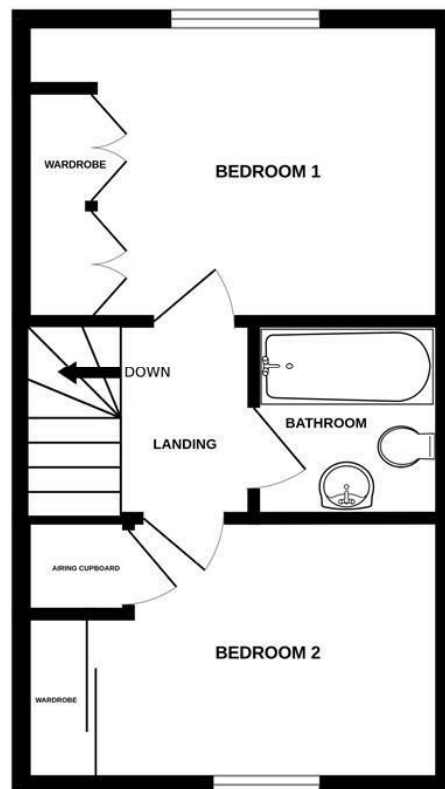 WARDROBE
BEDROOM 1
DOWN
BATHROOM
LANDING
AIRING CUPBOARD
BEDROOM 2
WARDROBE